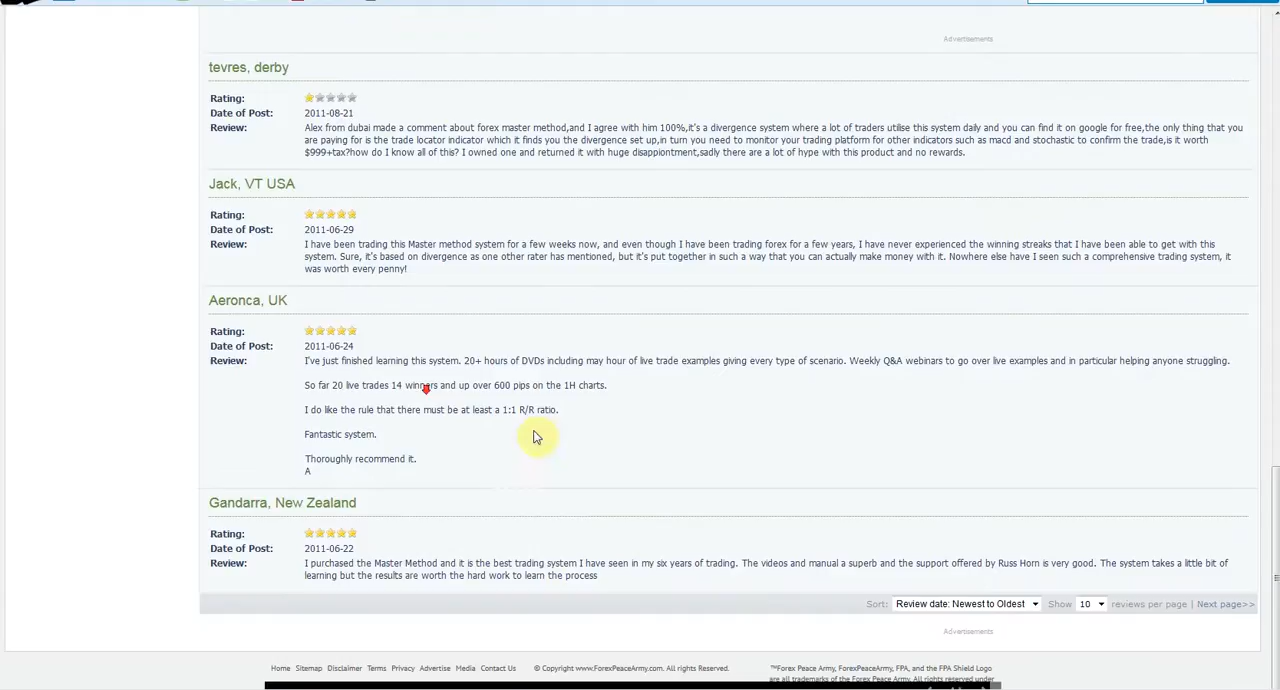 Advertisements
tevres, derby
Rating:
Date of Post: 2011-08-21
Review: Alex from dubai made a comment about forex master method,and I agree with him 100%,it's a divergence system where a lot of traders utilise this system daily and you can find it on google for free,the only thing that you
are paying for is the trade locator indicator which it finds you the divergence set up,in turn you need to monitor your trading platform for other indicators such as macd and stochastic to confirm the trade,is it worth
$999+tax?how do I know all of this? I owned one and returned it with huge disappiontment,sadly there are a lot of hype with this product and no rewards.
Jack, VT USA
Rating:
Date of Post: 2011-06-29
Review: I have been trading this Master method system for a few weeks now, and even though I have been trading forex for a few years, I have never experienced the winning streaks that I have been able to get with this
system. Sure, it's based on divergence as one other rater has mentioned, but it's put together in such a way that you can actually make money with it. Nowhere else have I seen such a comprehensive trading system, it
was worth every penny!
Aeronca, UK
Rating:
Date of Post: 2011-06-24
Review: I've just finished learning this system. 20+ hours of DVDs including may hour of live trade examples giving every type of scenario. Weekly Q&A webinars to go over live examples and in particular helping anyone struggling.
So far 20 live trades 14 winners and up over 600 pips on the 1H charts.
I do like the rule that there must be at least a 1:1 R/R ratio.
Fantastic system.
Thoroughly recommend it.
A
Gandarra, New Zealand
Rating:
Date of Post: 2011-06-22
Review: I purchased the Master Method and it is the best trading system I have seen in my six years of trading. The videos and manual a superb and the support offered by Russ Horn is very good. The system takes a little bit of
learning but the results are worth the hard work to learn the process
Sort: Review date: Newest to Oldest Show 10 reviews per page | Next page>>
Advertisements
Home Sitemap Disclaimer Terms Privacy Advertise Media Contact Us © Copyright www.ForexPeaceArmy.com. All rights Reserved. ™Forex Peace Army, ForexPeaceArmy, FPA, and the FPA Shield Logo
are all trademarks of the Forex Peace Army. All rights reserved under